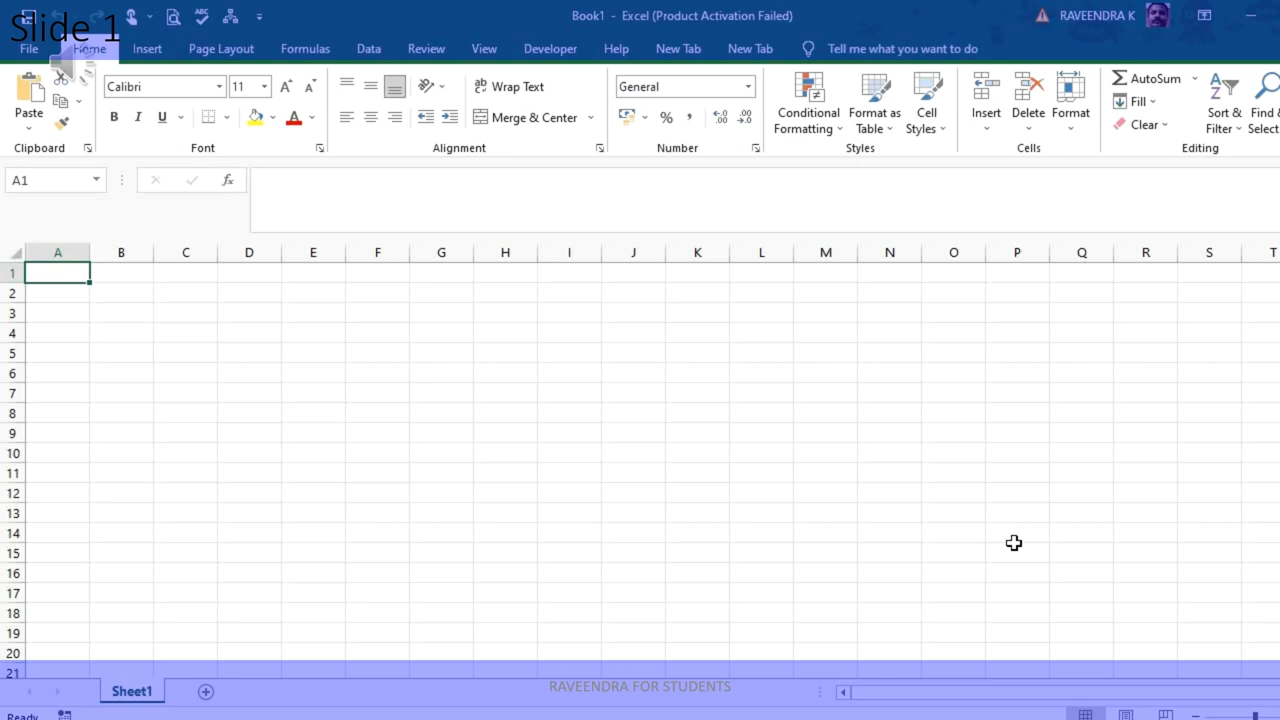 Slide 1
Book1 - Excel (Product Activation Failed)
RAVEENDRA K
File Home Insert Page Layout Formulas Data Review View Developer Help New Tab New Tab Tell me what you want to do
Calibri 11 Wrap Text General AutoSum
Paste Conditional Format as Cell Insert Delete Format Fill Sort & Find &
B I U A Merge & Center % Formatting Table Styles Clear Filter Select
Clipboard Font Alignment Number Styles Cells Editing
A1 fx
A B C D E F G H I J K L M N O P Q R S T
1
2
3
4
5
6
7
8
9
10
11
12
13
14
15
16
17
18
19
20
21
RAVEENDRA FOR STUDENTS
Sheet1
Ready